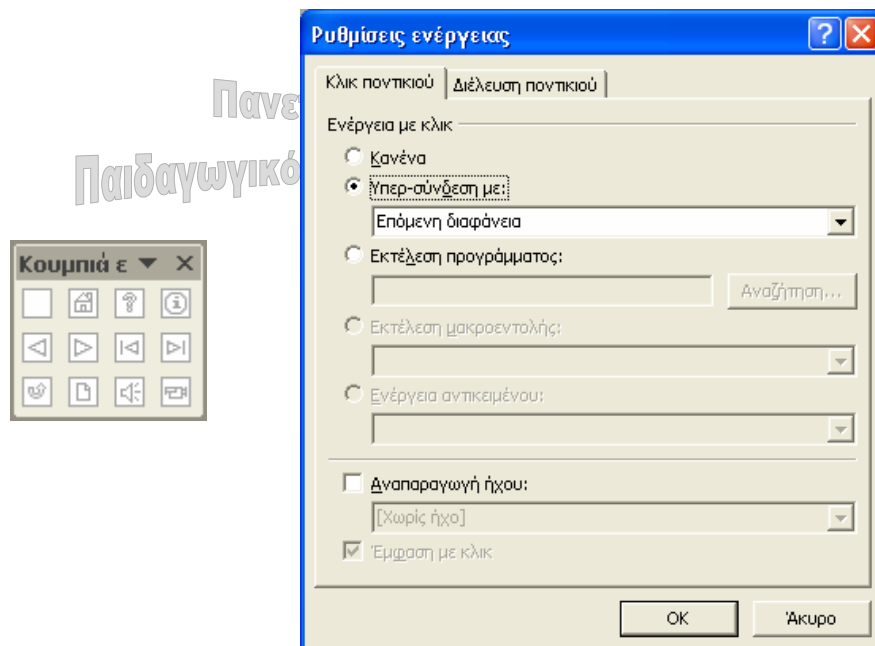 Ρυθμίσεις ενέργειας
Κλικ ποντικιού
Διέλευση ποντικιού
Ενέργεια με κλικ
Κανένα
Υπερ-σύνδεση με:
Επόμενη διαφάνεια
Εκτέλεση προγράμματος:
Αναζήτηση...
Εκτέλεση μακροεντολής:
Ενέργεια αντικειμένου:
Αναπαραγωγή ήχου:
[Χωρίς ήχο]
Έμφαση με κλικ
OK
Άκυρο
Πανε
Παιδαγωγικό
Κουμπιά ε